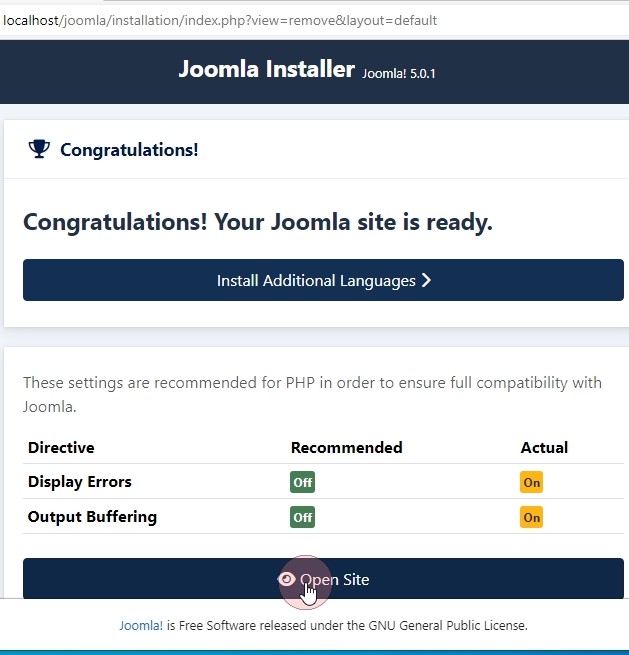 localhost/joomla/installation/index.php?view=remove&layout=default
Joomla Installer Joomla! 5.0.1
Congratulations!
Congratulations! Your Joomla site is ready.
Install Additional Languages
These settings are recommended for PHP in order to ensure full compatibility with
Joomla.
Directive Recommended Actual
Display Errors Off On
Output Buffering Off On
Open Site
Joomla! is Free Software released under the GNU General Public License.